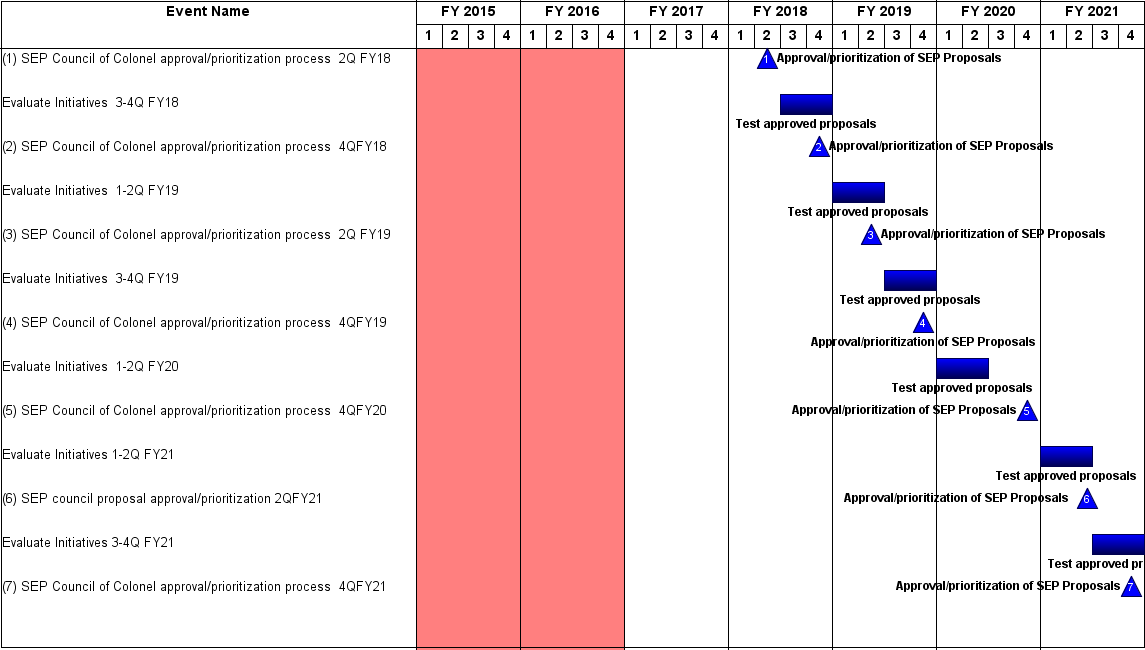 Event Name FY 2015 FY 2016 FY 2017 FY 2018 FY 2019 FY 2020 FY 2021
1 2 3 4 1 2 3 4 1 2 3 4 1 2 3 4 1 2 3 4 1 2 3 4 1 2 3 4
(1) SEP Council of Colonel approval/prioritization process 2Q FY18 1 Approval/prioritization of SEP Proposals
Evaluate Initiatives 3-4Q FY18
Test approved proposals
(2) SEP Council of Colonel approval/prioritization process 4QFY18 2 Approval/prioritization of SEP Proposals
Evaluate Initiatives 1-2Q FY19
Test approved proposals
(3) SEP Council of Colonel approval/prioritization process 2Q FY19 3 Approval/prioritization of SEP Proposals
Evaluate Initiatives 3-4Q FY19
Test approved proposals
(4) SEP Council of Colonel approval/prioritization process 4QFY19 4
Approval/prioritization of SEP Proposals
Evaluate Initiatives 1-2Q FY20
Test approved proposals
(5) SEP Council of Colonel approval/prioritization process 4QFY20 Approval/prioritization of SEP Proposals 5
Evaluate Initiatives 1-2Q FY21
Test approved proposals
(6) SEP council proposal approval/prioritization 2QFY21 Approval/prioritization of SEP Proposals 6
Evaluate Initiatives 3-4Q FY21
Test approved pr
(7) SEP Council of Colonel approval/prioritization process 4QFY21 Approval/prioritization of SEP Proposals 7